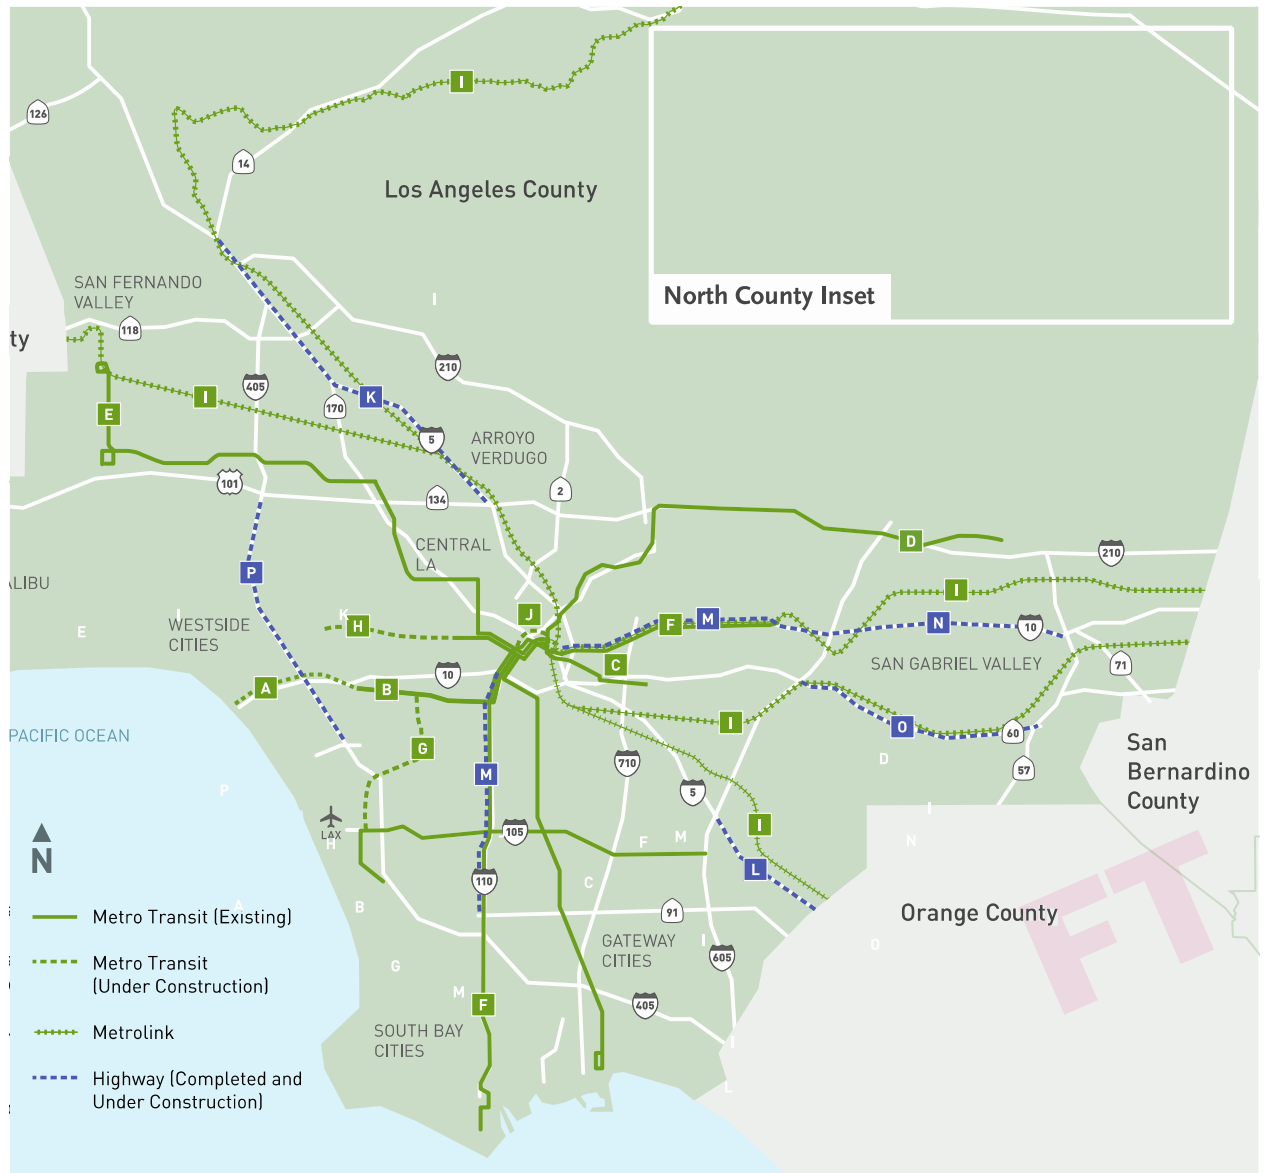 I
126
14
Los Angeles County
SAN FERNANDO
VALLEY
North County Inset
I
118
ty
210
405
I
K
170
E
5
ARROYO
VERDUGO
101
134
2
CENTRAL
LA
D
210
P
ALIBU
I
K
H
J
I
WESTSIDE
CITIES
E
F
M
N
10
C
SAN GABRIEL VALLEY
71
10
A
B
I
O
60
PACIFIC OCEAN
G
San
Bernardino
County
D
57
710
M
5
P
I
LAX
H
105
I
F
M
N
L
110
C
A
B
91
Orange County
FT
N
Metro Transit (Existing)
Metro Transit
(Under Construction)
Metrolink
Highway (Completed and
Under Construction)
GATEWAY
CITIES
I
O
605
G
M
F
405
SOUTH BAY
CITIES
I
L